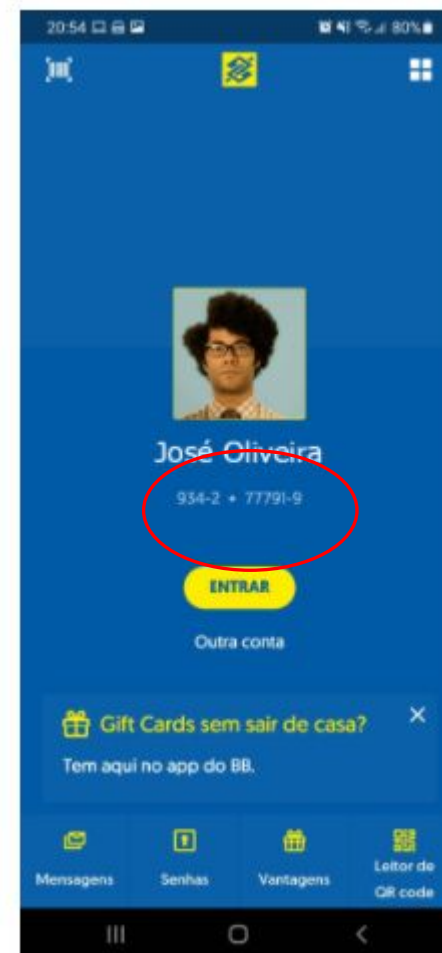 20:54
80%
José Oliveira
934-2 + 77791-9
ENTRAR
Outra conta
Gift Cards sem sair de casa?
Tem aqui no app do BB.
Mensagens
Senhas
Vantagens
Leitor de
QR code